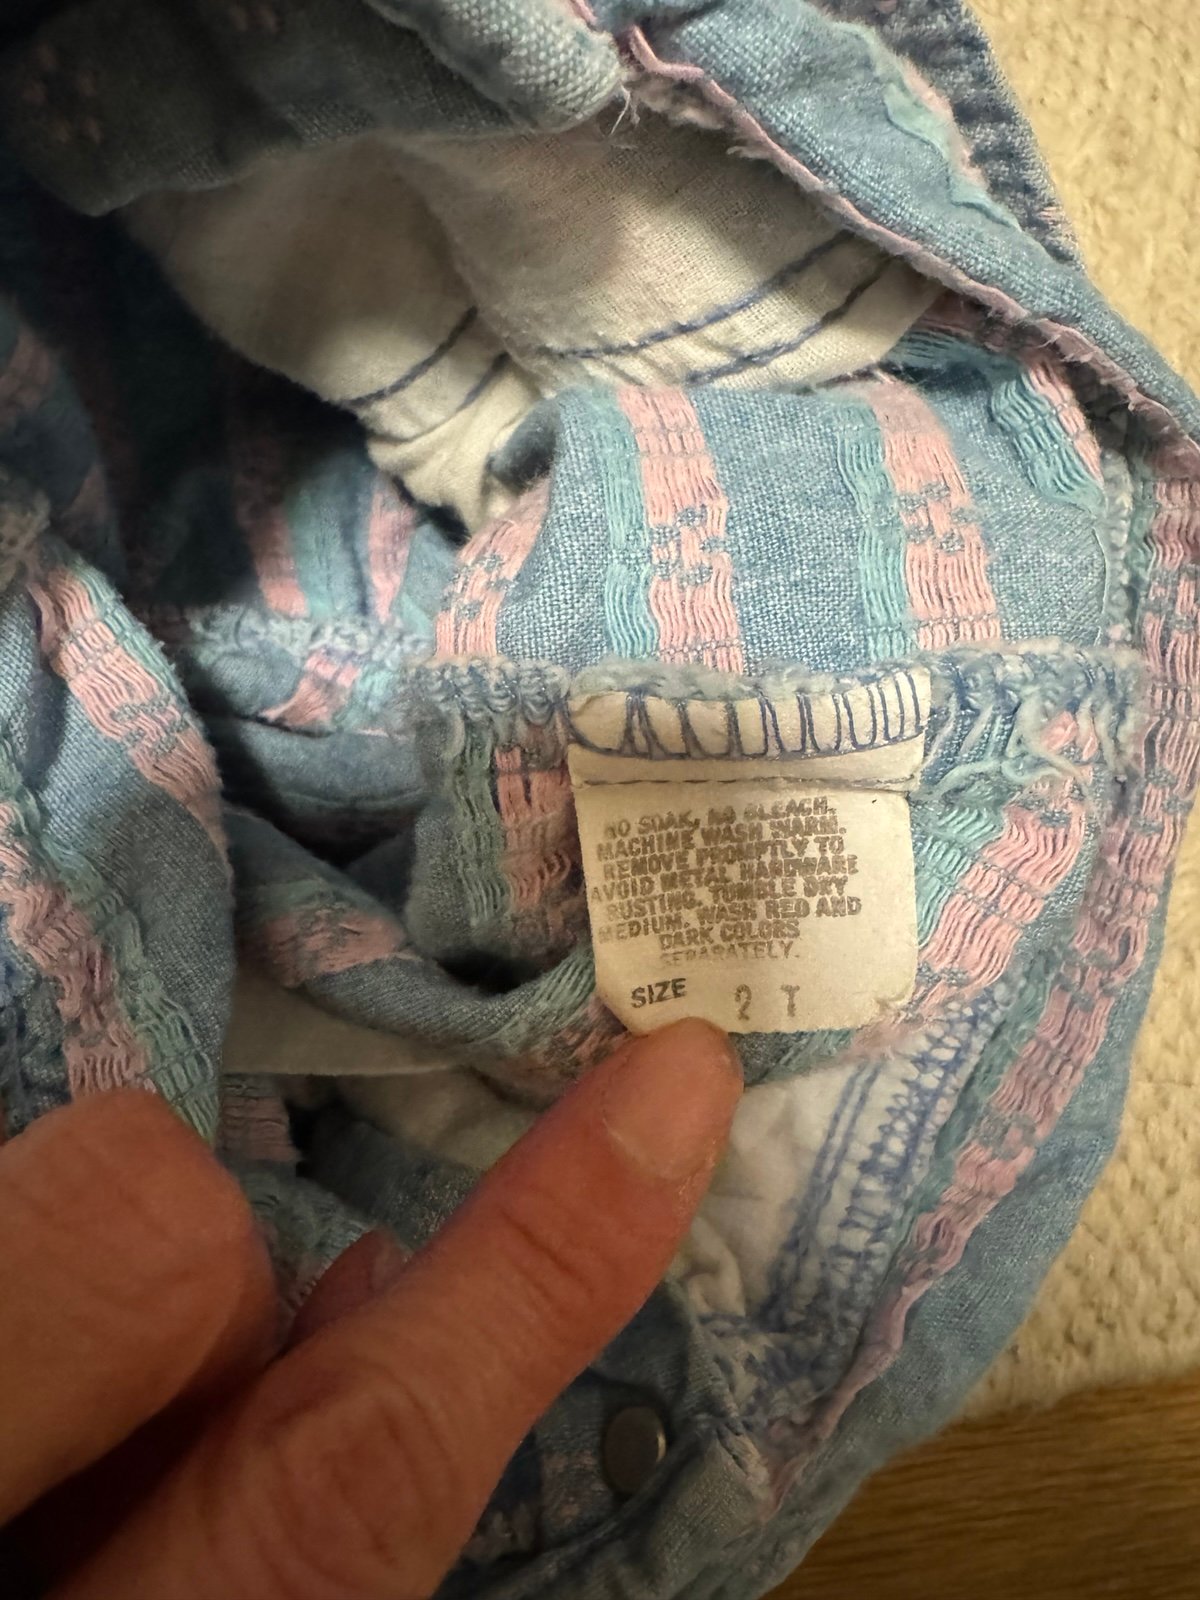 NO SOAK, NO BLEACH.
MACHINE WASH WARM.
REMOVE PROMPTLY TO
AVOID METAL HARDWARE
RUSTING. TUMBLE DRY
MEDIUM. WASH RED AND
DARK COLORS
SEPARATELY.
SIZE 2 T